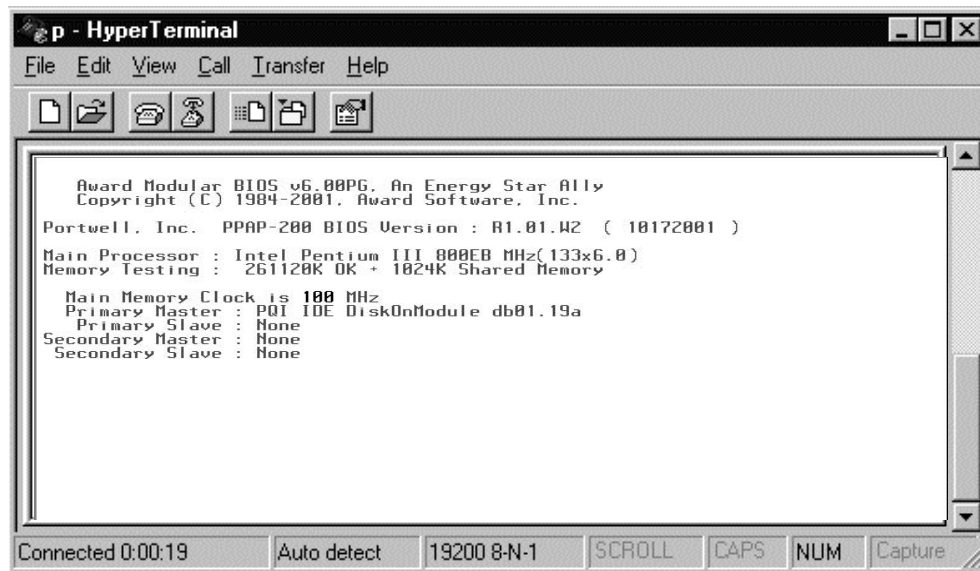 p - HyperTerminal
File Edit View Call Transfer Help
Award Modular BIOS v6.00PG, An Energy Star Ally
Copyright (C) 1984-2001, Award Software, Inc.
Portwell, Inc. PPAP-200 BIOS Version : R1.01.W2 ( 10172001 )
Main Processor : Intel Pentium III 800EB MHz(133x6.0)
Memory Testing : 261120K OK + 1024K Shared Memory
Main Memory Clock is 100 MHz
Primary Master : PQI IDE DiskOnModule db01.19a
Primary Slave : None
Secondary Master : None
Secondary Slave : None
Connected 0:00:19 Auto detect 19200 8-N-1 SCROLL CAPS NUM Capture